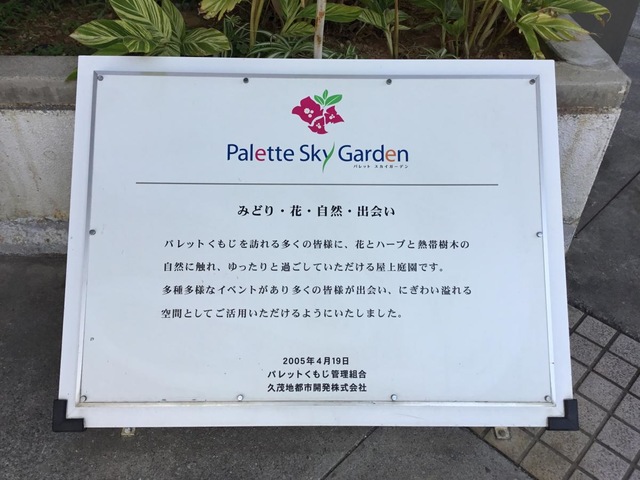 Palette Sky Garden
パレット スカイガーデン
みどり・花・自然・出会い
パレットくもじを訪れる多くの皆様に、花とハーブと熱帯樹木の
自然に触れ、ゆったりと過ごしていただける屋上庭園です。
多種多様なイベントがあり多くの皆様が出会い、にぎわい溢れる
空間としてご活用いただけるようにいたしました。
2005年4月19日
パレットくもじ管理組合
久茂地都市開発株式会社